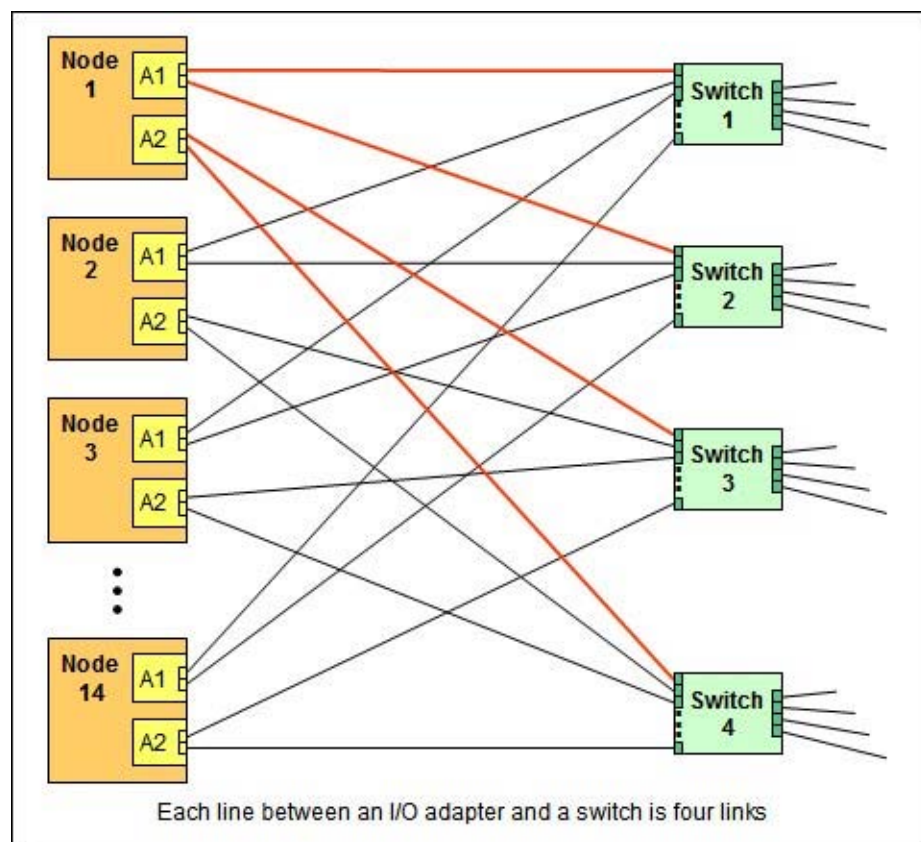 Node
1
A1
A2
Node
2
A1
A2
Node
3
A1
A2
Node
14
A1
A2
Switch
1
Switch
2
Switch
3
Switch
4
Each line between an I/O adapter and a switch is four links